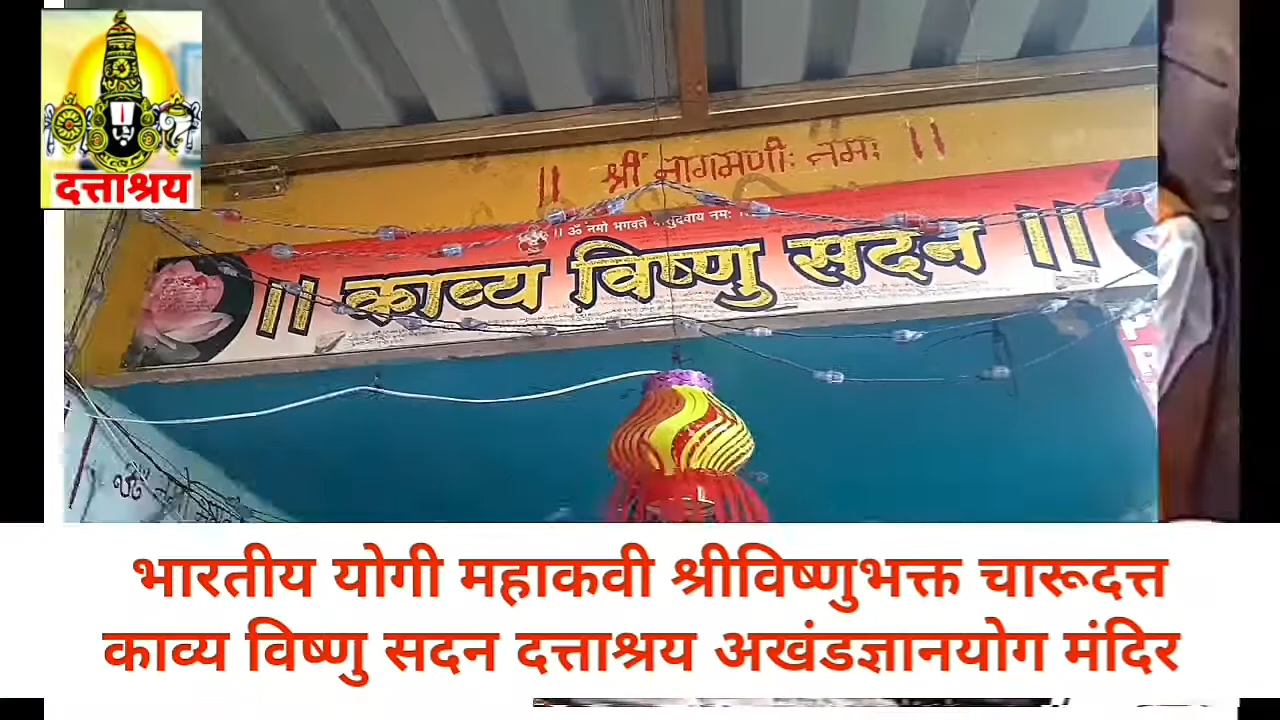 दत्ताश्रय
|| श्रीं नागमणीः नमः ||
|| ॐ नमो भगवते वासुदेवाय नमः ||
|| काव्य विष्णु सदन ||
ॐ
भारतीय योगी महाकवी श्रीविष्णुभक्त चारूदत्त
काव्य विष्णु सदन दत्ताश्रय अखंडज्ञानयोग मंदिर